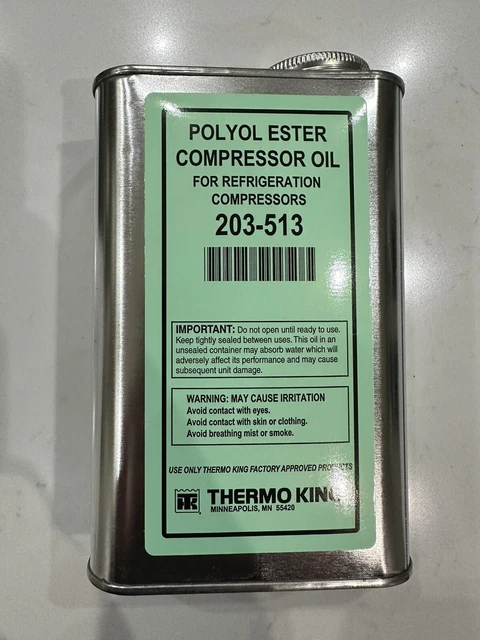 POLYOL ESTER
COMPRESSOR OIL
FOR REFRIGERATION
COMPRESSORS
203-513
IMPORTANT: Do not open until ready to use.
Keep tightly sealed between uses. This oil in an
unsealed container may absorb water which will
adversely affect its performance and may cause
subsequent unit damage.
WARNING: MAY CAUSE IRRITATION
Avoid contact with eyes.
Avoid contact with skin or clothing.
Avoid breathing mist or smoke.
USE ONLY THERMO KING FACTORY APPROVED PRODUCTS
TK THERMO KING
MINNEAPOLIS, MN 55420